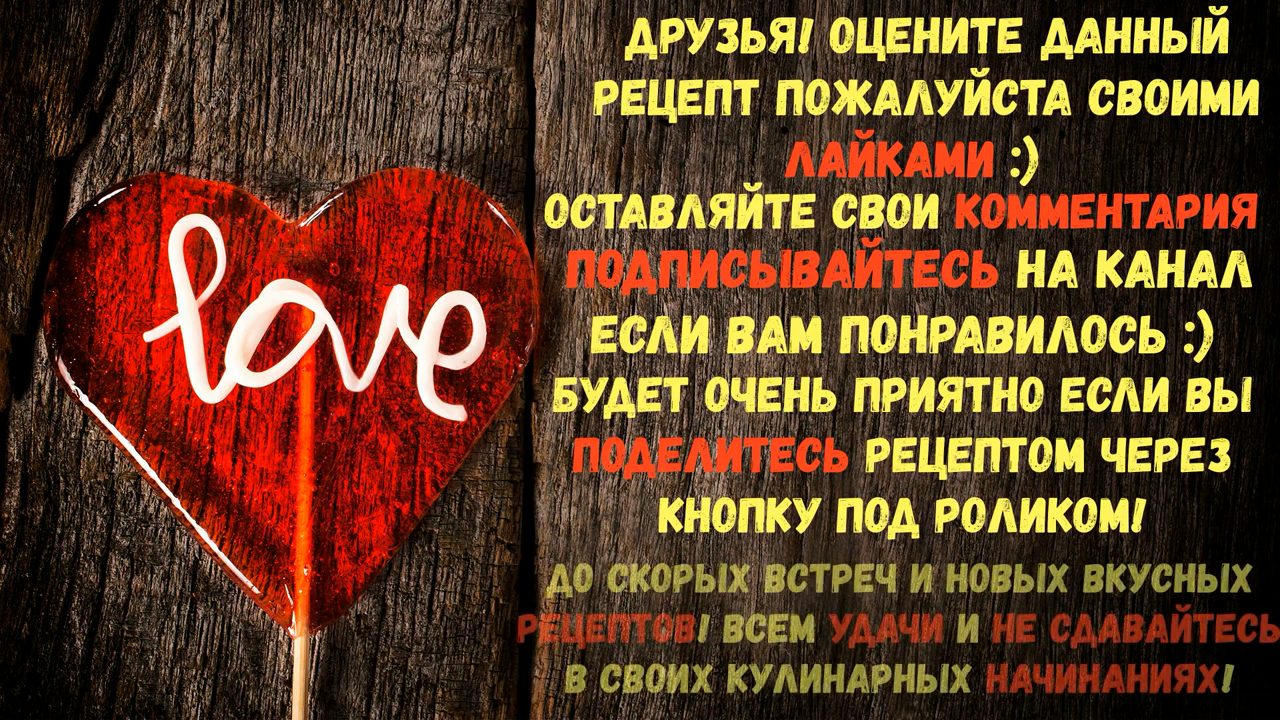 love
ДРУЗЬЯ! ОЦЕНИТЕ ДАННЫЙ
РЕЦЕПТ ПОЖАЛУЙСТА СВОИМИ
ЛАЙКАМИ :)
ОСТАВЛЯЙТЕ СВОИ КОММЕНТАРИЯ
ПОДПИСЫВАЙТЕСЬ НА КАНАЛ
ЕСЛИ ВАМ ПОНРАВИЛОСЬ :)
БУДЕТ ОЧЕНЬ ПРИЯТНО ЕСЛИ ВЫ
ПОДЕЛИТЕСЬ РЕЦЕПТОМ ЧЕРЕЗ
КНОПКУ ПОД РОЛИКОМ!
ДО СКОРЫХ ВСТРЕЧ И НОВЫХ ВКУСНЫХ
РЕЦЕПТОВ! ВСЕМ УДАЧИ И НЕ СДАВАЙТЕСЬ
В СВОИХ КУЛИНАРНЫХ НАЧИНАНИЯХ!